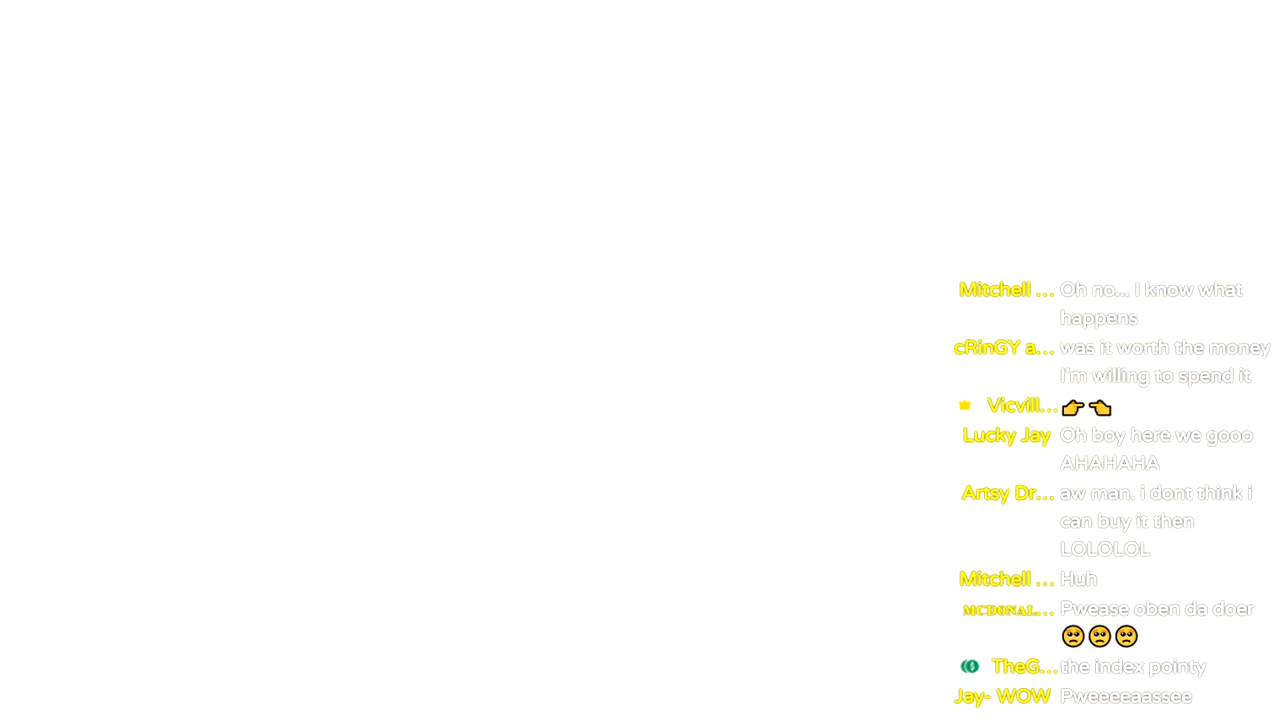 Mitchell ... Oh no... I know what
happens
cRinGY a... was it worth the money
I'm willing to spend it
Vicvill... 👉👈
Lucky Jay Oh boy here we gooo
AHAHAHA
Artsy Dr... aw man. i dont think i
can buy it then
LOLOLOL
Mitchell ... Huh
ᴍᴄᴅᴏɴᴀʟ... Pwease oben da doer
🥺🥺🥺
TheG... the index pointy
Jay- WOW Pweeeeaassee